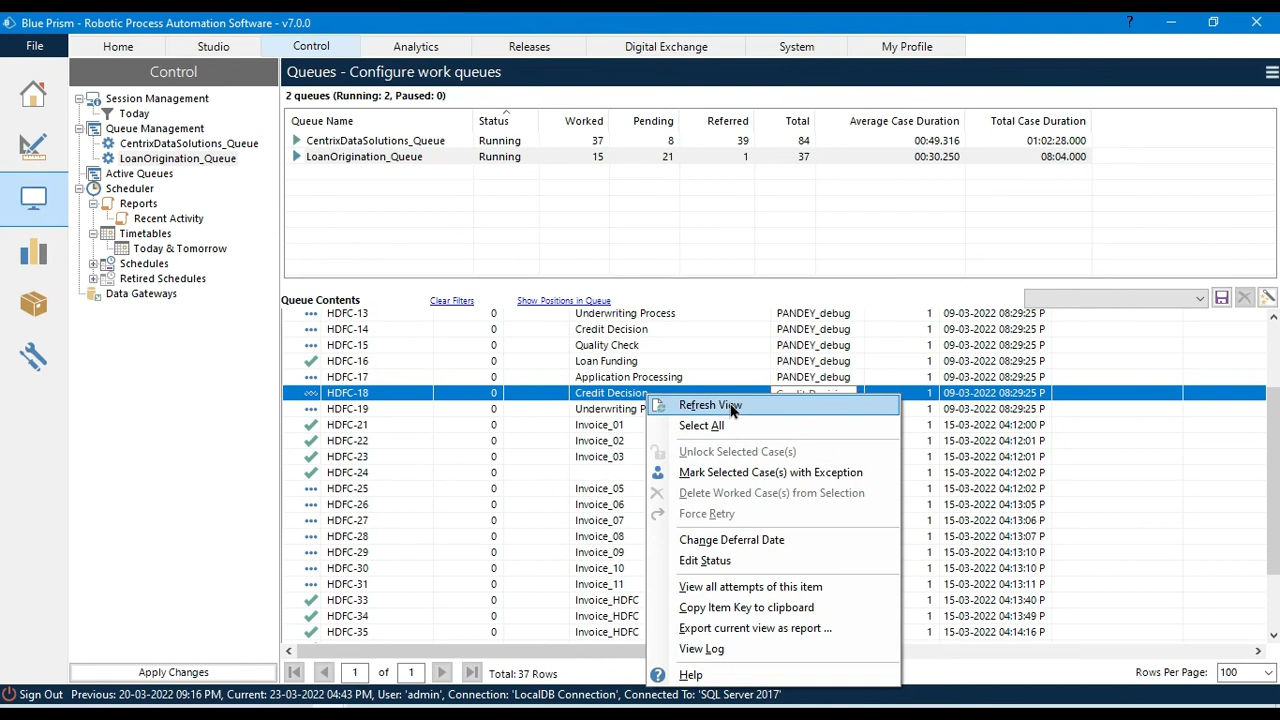 Blue Prism - Robotic Process Automation Software - v7.0.0
?
File Home Studio Control Analytics Releases Digital Exchange System My Profile
Control
Session Management
Today
Queue Management
CentrixDataSolutions_Queue
LoanOrigination_Queue
Active Queues
Scheduler
Reports
Recent Activity
Timetables
Today & Tomorrow
Schedules
Retired Schedules
Data Gateways
Apply Changes
Queues - Configure work queues
2 queues (Running: 2, Paused: 0)
Queue Name Status Worked Pending Referred Total Average Case Duration Total Case Duration
CentrixDataSolutions_Queue Running 37 8 39 84 00:49.316 01:02:28.000
LoanOrigination_Queue Running 15 21 1 37 00:30.250 08:04.000
Queue Contents Clear Filters Show Positions in Queue
HDFC-13 0 Underwriting Process PANDEY_debug 1 09-03-2022 08:29:25 P
HDFC-14 0 Credit Decision PANDEY_debug 1 09-03-2022 08:29:25 P
HDFC-15 0 Quality Check PANDEY_debug 1 09-03-2022 08:29:25 P
HDFC-16 0 Loan Funding PANDEY_debug 1 09-03-2022 08:29:25 P
HDFC-17 0 Application Processing PANDEY_debug 1 09-03-2022 08:29:25 P
HDFC-18 0 Credit Decision 1 09-03-2022 08:29:25 P
HDFC-19 0 Underwriting P 1 09-03-2022 08:29:25 P
HDFC-21 0 Invoice_01 1 15-03-2022 04:12:00 P
HDFC-22 0 Invoice_02 1 15-03-2022 04:12:01 P
HDFC-23 0 Invoice_03 1 15-03-2022 04:12:02 P
HDFC-24 0 1 15-03-2022 04:12:02 P
HDFC-25 0 Invoice_05 1 15-03-2022 04:12:02 P
HDFC-26 0 Invoice_06 1 15-03-2022 04:13:05 P
HDFC-27 0 Invoice_07 1 15-03-2022 04:13:06 P
HDFC-28 0 Invoice_08 1 15-03-2022 04:13:07 P
HDFC-29 0 Invoice_09 1 15-03-2022 04:13:10 P
HDFC-30 0 Invoice_10 1 15-03-2022 04:13:10 P
HDFC-31 0 Invoice_11 1 15-03-2022 04:13:10 P
HDFC-33 0 Invoice_HDFC 1 15-03-2022 04:13:40 P
HDFC-34 0 Invoice_HDFC 1 15-03-2022 04:13:49 P
HDFC-35 0 Invoice_HDFC 1 15-03-2022 04:14:16 P
Refresh View
Select All
Unlock Selected Case(s)
Mark Selected Case(s) with Exception
Delete Worked Case(s) from Selection
Force Retry
Change Deferral Date
Edit Status
View all attempts of this item
Copy Item Key to clipboard
Export current view as report ...
View Log
Help
1 of 1 Total: 37 Rows Rows Per Page: 100
Sign Out Previous: 20-03-2022 09:16 PM, Current: 23-03-2022 04:43 PM, User: 'admin', Connection: 'LocalDB Connection', Connected To: 'SQL Server 2017'